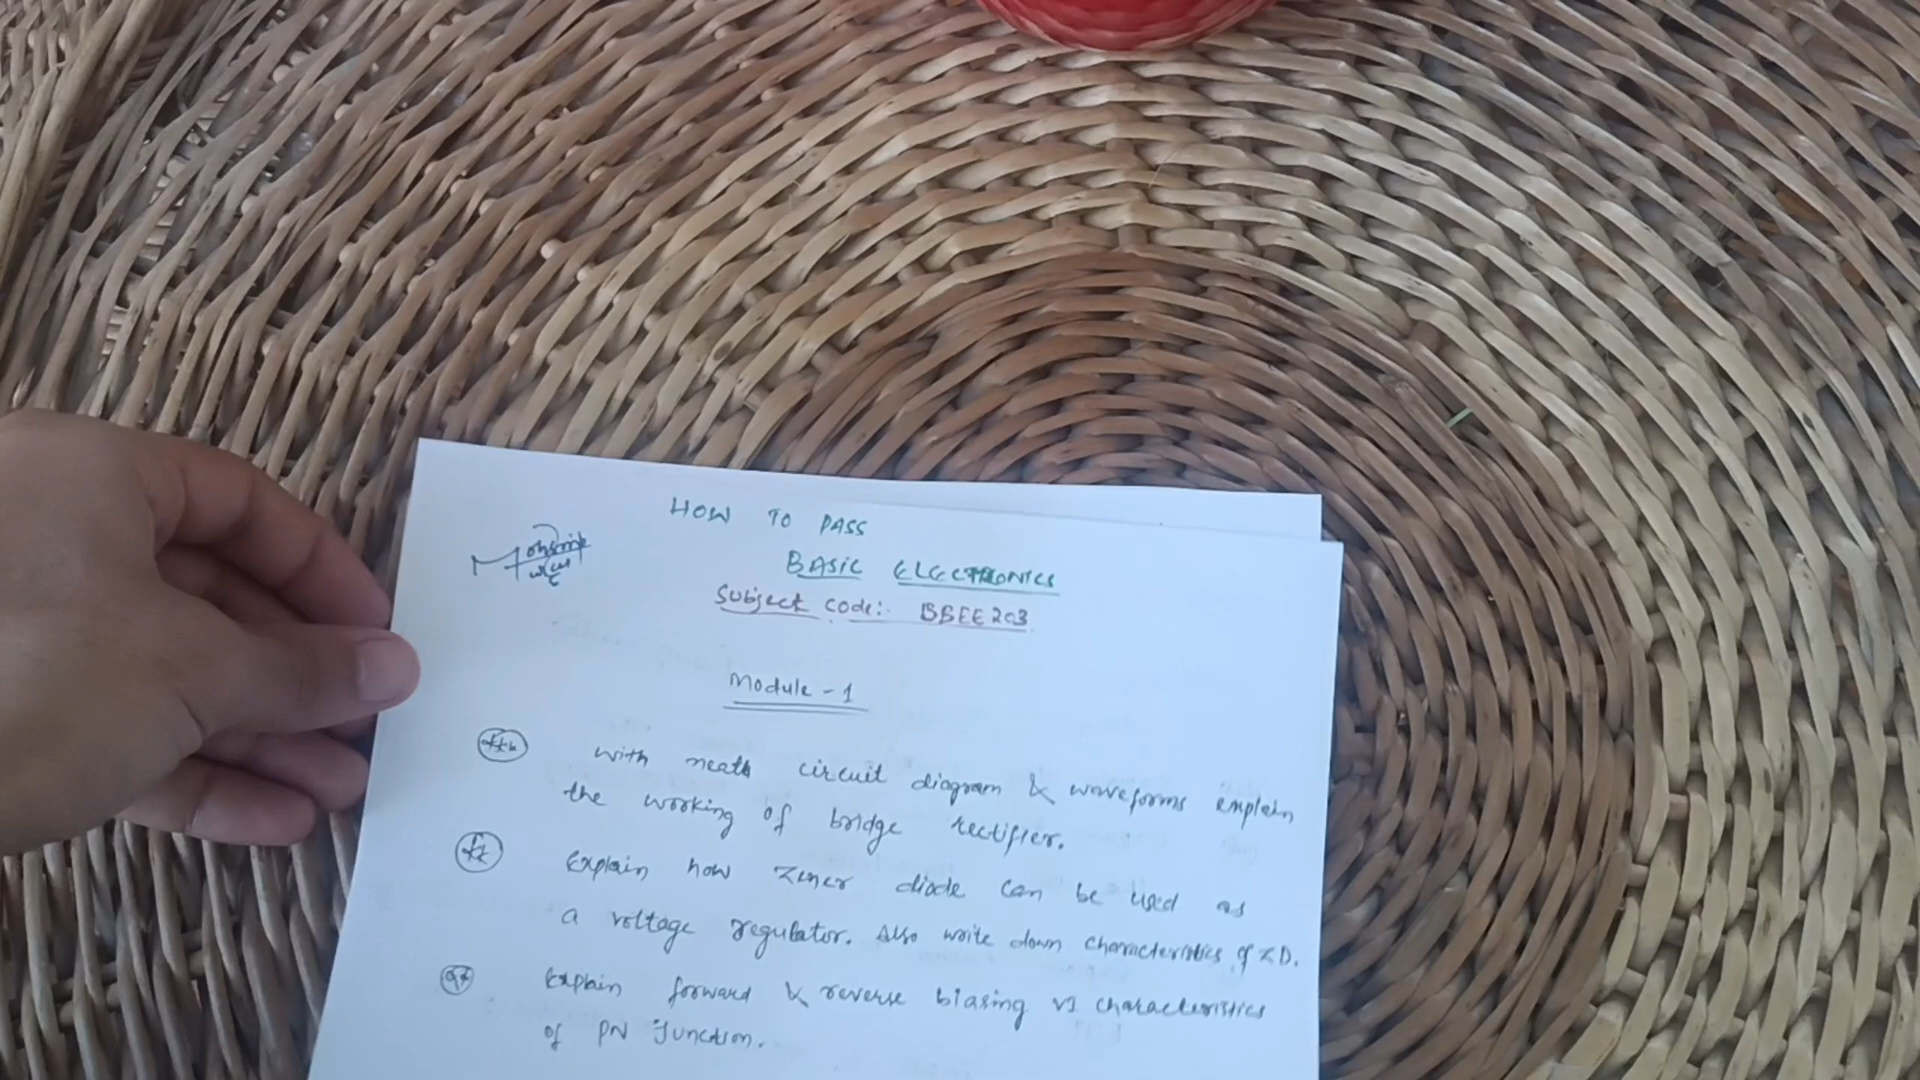 HOW TO PASS
BASIC ELECTRONICS
Subject code:- BBEE203
Module - 1
with neat circuit diagram & waveforms explain
the working of bridge rectifier.
Explain how zener diode can be used as
a voltage regulator. Also write down characteristics of ZD.
Explain forward & reverse biasing VI characteristics
of PN Junction.